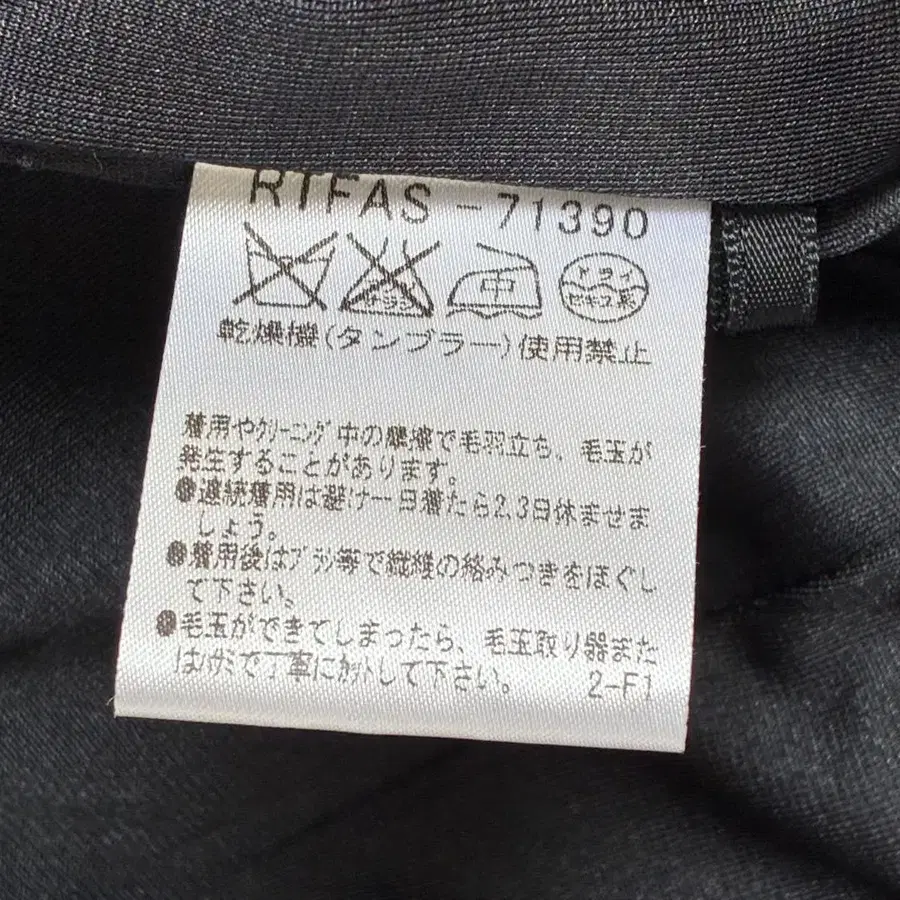 RTFAS-71390
エンソ サラシ 中 ドライ セキユ系
乾燥機(タンブラー)使用禁止
着用やクリーニング中の摩擦で毛羽立ち、毛玉が
発生することがあります。
●連続着用は避け一日着たら2,3日休ませま
しょう。
●着用後はブラシ等で繊維の絡みつきをほぐし
て下さい。
●毛玉ができてしまったら、毛玉取り器また
はハサミで丁寧にカットして下さい。 2-F1